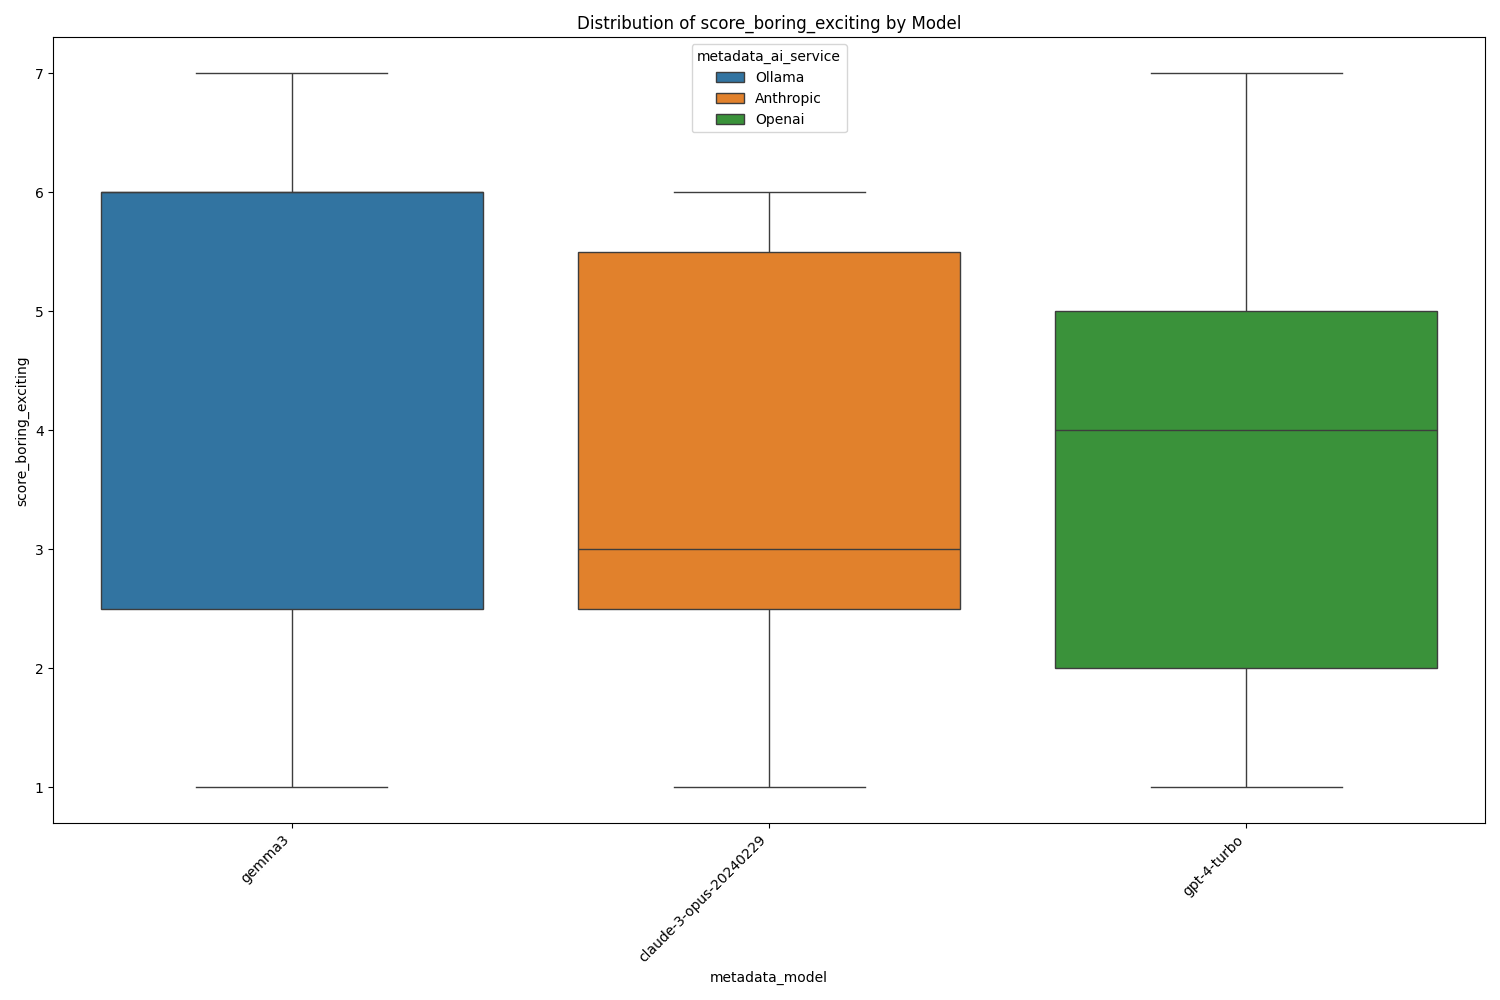 Distribution of score_boring_exciting by Model
metadata_ai_service
Ollama
Anthropic
Openai
score_boring_exciting
7
6
5
4
3
2
1
gemma3
claude-3-opus-20240229
gpt-4-turbo
metadata_model